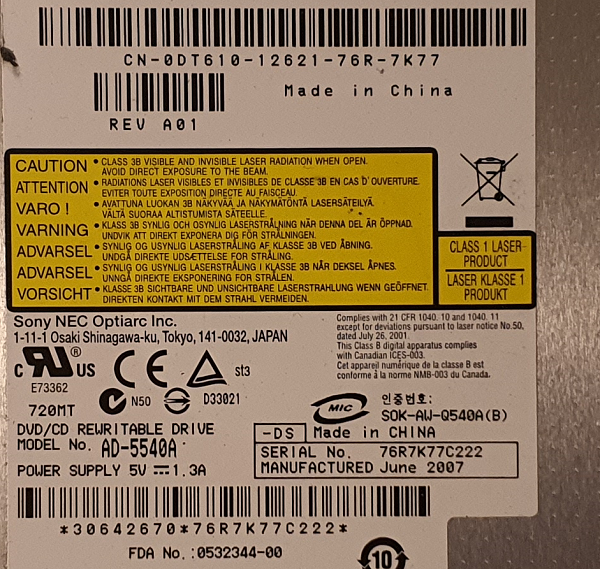 CN-0DT610-12621-76R-7K77
Made in China
REV A01
CAUTION • CLASS 3B VISIBLE AND INVISIBLE LASER RADIATION WHEN OPEN.
AVOID DIRECT EXPOSURE TO THE BEAM.
ATTENTION • RADIATIONS LASER VISIBLES ET INVISIBLES DE CLASSE 3B EN CAS D'OUVERTURE.
EVITER TOUTE EXPOSITION DIRECTE AU FAISCEAU.
VARO ! • AVATTUNA LUOKAN 3B NÄKYVÄÄ JA NÄKYMÄTÖNTÄ LASERSÄTEILYÄ.
VÄLTÄ SUORAA ALTISTUMISTA SÄTEELLE.
VARNING • KLASS 3B SYNLIG OCH OSYNLIG LASERSTRÅLNING NÄR DENNA DEL ÄR ÖPPNAD.
UNDVIK ATT DIREKT EXPONERA DIG FÖR STRÅLNINGEN.
ADVARSEL • SYNLIG OG USYNLIG LASERSTRÅLING AF KLASSE 3B VED ÅBNING.
UNDGÅ DIREKTE UDSÆTTELSE FOR STRÅLING.
ADVARSEL • SYNLIG OG USYNLIG LASERSTRÅLING I KLASSE 3B NÅR DEKSEL ÅPNES.
UNNGÅ DIREKTE EKSPONERING FOR STRÅLEN.
VORSICHT • KLASSE 3B SICHTBARE UND UNSICHTBARE LASERSTRAHLUNG WENN GEÖFFNET.
DIREKTEN KONTAKT MIT DEM STRAHL VERMEIDEN.
CLASS 1 LASER
PRODUCT
LASER KLASSE 1
PRODUKT
Sony NEC Optiarc Inc.
1-11-1 Osaki Shinagawa-ku, Tokyo, 141-0032, JAPAN
Complies with 21 CFR 1040. 10 and 1040. 11
except for deviations pursuant to laser notice No.50,
dated July 26, 2001.
This Class B digital apparatus complies
with Canadian ICES-003.
Cet appareil numérique de la classe B est
conforme à la norme NMB-003 du Canada.
C RU ® US
CE
st3
E73362
N50
D33021
720MT
MIC
인증번호:
SOK-AW-Q540A(B)
DVD/CD REWRITABLE DRIVE
MODEL No. AD-5540A
POWER SUPPLY 5V ⎓ 1.3A
-DS
Made in CHINA
SERIAL No. 76R7K77C222
MANUFACTURED June 2007
*30642670*76R7K77C222*
FDA No.:0532344-00
10